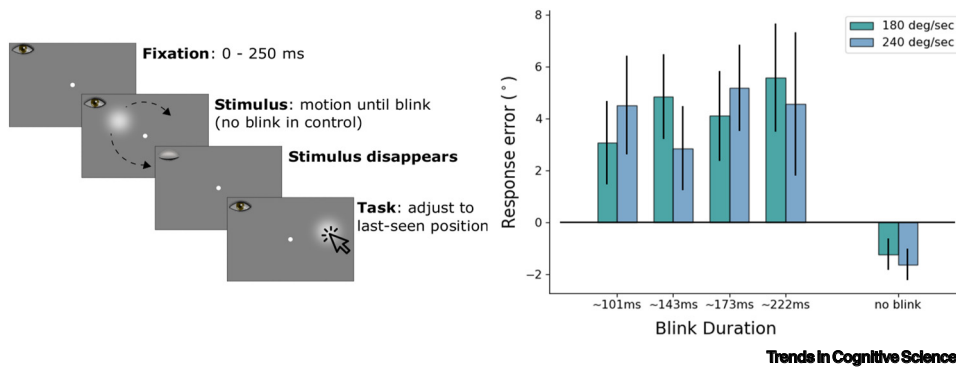 Fixation: 0 - 250 ms
Stimulus: motion until blink
(no blink in control)
Stimulus disappears
Task: adjust to
last-seen position
Response error (°)
8
6
4
2
0
−2
180 deg/sec
240 deg/sec
~101ms
~143ms
~173ms
~222ms
no blink
Blink Duration
Trends in Cognitive Science